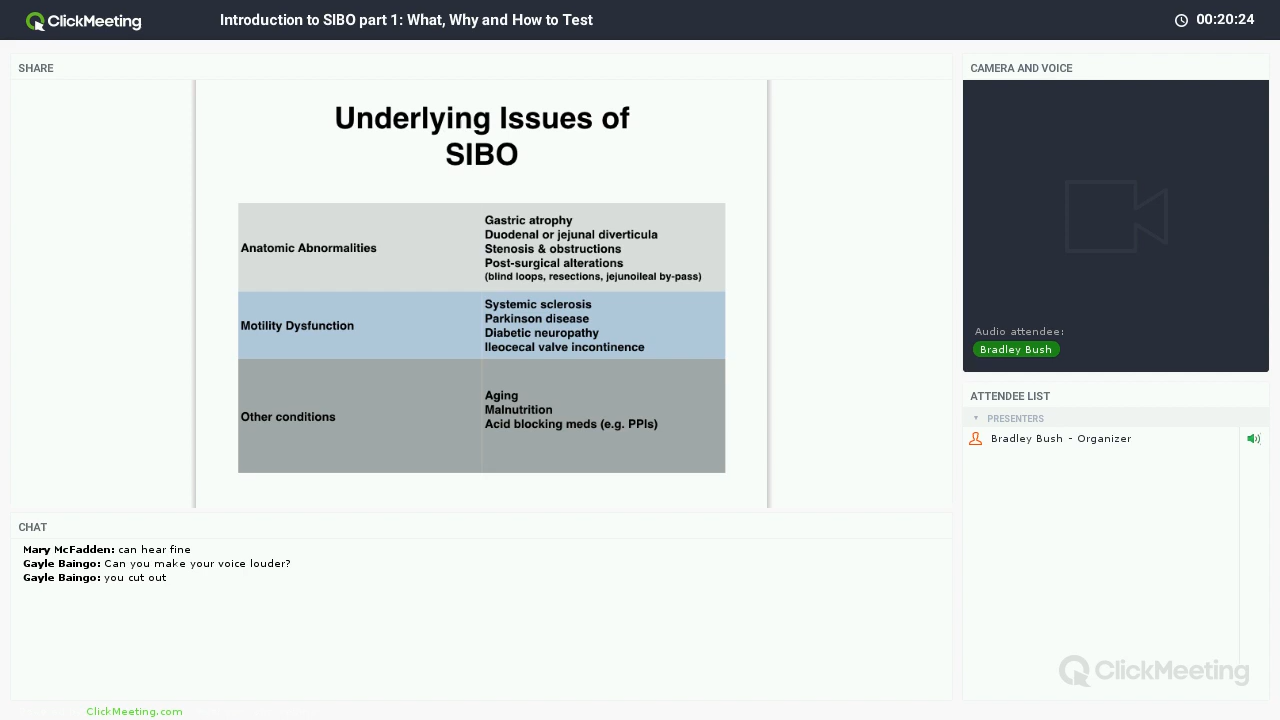 ClickMeeting
Introduction to SIBO part 1: What, Why and How to Test
00:20:24
SHARE
Underlying Issues of
SIBO
Anatomic Abnormalities
Gastric atrophy
Duodenal or jejunal diverticula
Stenosis & obstructions
Post-surgical alterations
(blind loops, resections, jejunoileal by-pass)
Motility Dysfunction
Systemic sclerosis
Parkinson disease
Diabetic neuropathy
Ileocecal valve incontinence
Other conditions
Aging
Malnutrition
Acid blocking meds (e.g. PPIs)
CHAT
Mary McFadden: can hear fine
Gayle Baingo: Can you make your voice louder?
Gayle Baingo: you cut out
CAMERA AND VOICE
Audio attendee:
Bradley Bush
ATTENDEE LIST
PRESENTERS
Bradley Bush - Organizer
ClickMeeting
ClickMeeting.com